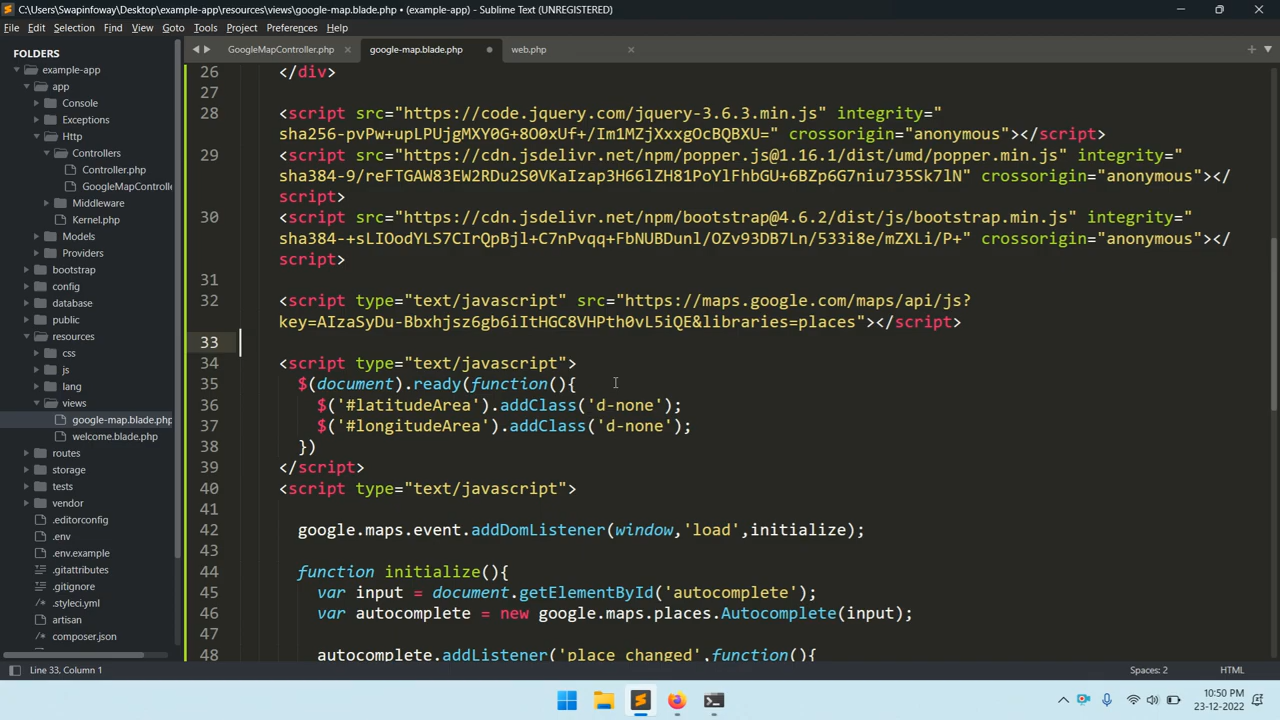 C:\Users\Swapinfoway\Desktop\example-app\resources\views\google-map.blade.php • (example-app) - Sublime Text (UNREGISTERED)
File Edit Selection Find View Goto Tools Project Preferences Help
FOLDERS
example-app
app
Console
Exceptions
Http
Controllers
Controller.php
GoogleMapControlle
Middleware
Kernel.php
Models
Providers
bootstrap
config
database
public
resources
css
js
lang
views
google-map.blade.php
welcome.blade.php
routes
storage
tests
vendor
.editorconfig
.env
.env.example
.gitattributes
.gitignore
.styleci.yml
artisan
composer.json
GoogleMapController.php google-map.blade.php web.php
26 </div>
27
28 <script src="https://code.jquery.com/jquery-3.6.3.min.js" integrity="
sha256-pvPw+upLPUjgMXY0G+8O0xUf+/Im1MZjXxxgOcBQBXU=" crossorigin="anonymous"></script>
29 <script src="https://cdn.jsdelivr.net/npm/popper.js@1.16.1/dist/umd/popper.min.js" integrity="
sha384-9/reFTGAW83EW2RDu2S0VKaIzap3H66lZH81PoYlFhbGU+6BZp6G7niu735Sk7lN" crossorigin="anonymous"></
script>
30 <script src="https://cdn.jsdelivr.net/npm/bootstrap@4.6.2/dist/js/bootstrap.min.js" integrity="
sha384-+sLIOodYLS7CIrQpBjl+C7nPvqq+FbNUBDunl/OZv93DB7Ln/533i8e/mZXLi/P+" crossorigin="anonymous"></
script>
31
32 <script type="text/javascript" src="https://maps.google.com/maps/api/js?
key=AIzaSyDu-Bbxhjsz6gb6iItHGC8VHPth0vL5iQE&libraries=places"></script>
33
34 <script type="text/javascript">
35 $(document).ready(function(){
36 $('#latitudeArea').addClass('d-none');
37 $('#longitudeArea').addClass('d-none');
38 })
39 </script>
40 <script type="text/javascript">
41
42 google.maps.event.addDomListener(window,'load',initialize);
43
44 function initialize(){
45 var input = document.getElementById('autocomplete');
46 var autocomplete = new google.maps.places.Autocomplete(input);
47
48 autocomplete.addListener('place_changed',function(){
Line 33, Column 1
Spaces: 2
HTML
10:50 PM
23-12-2022